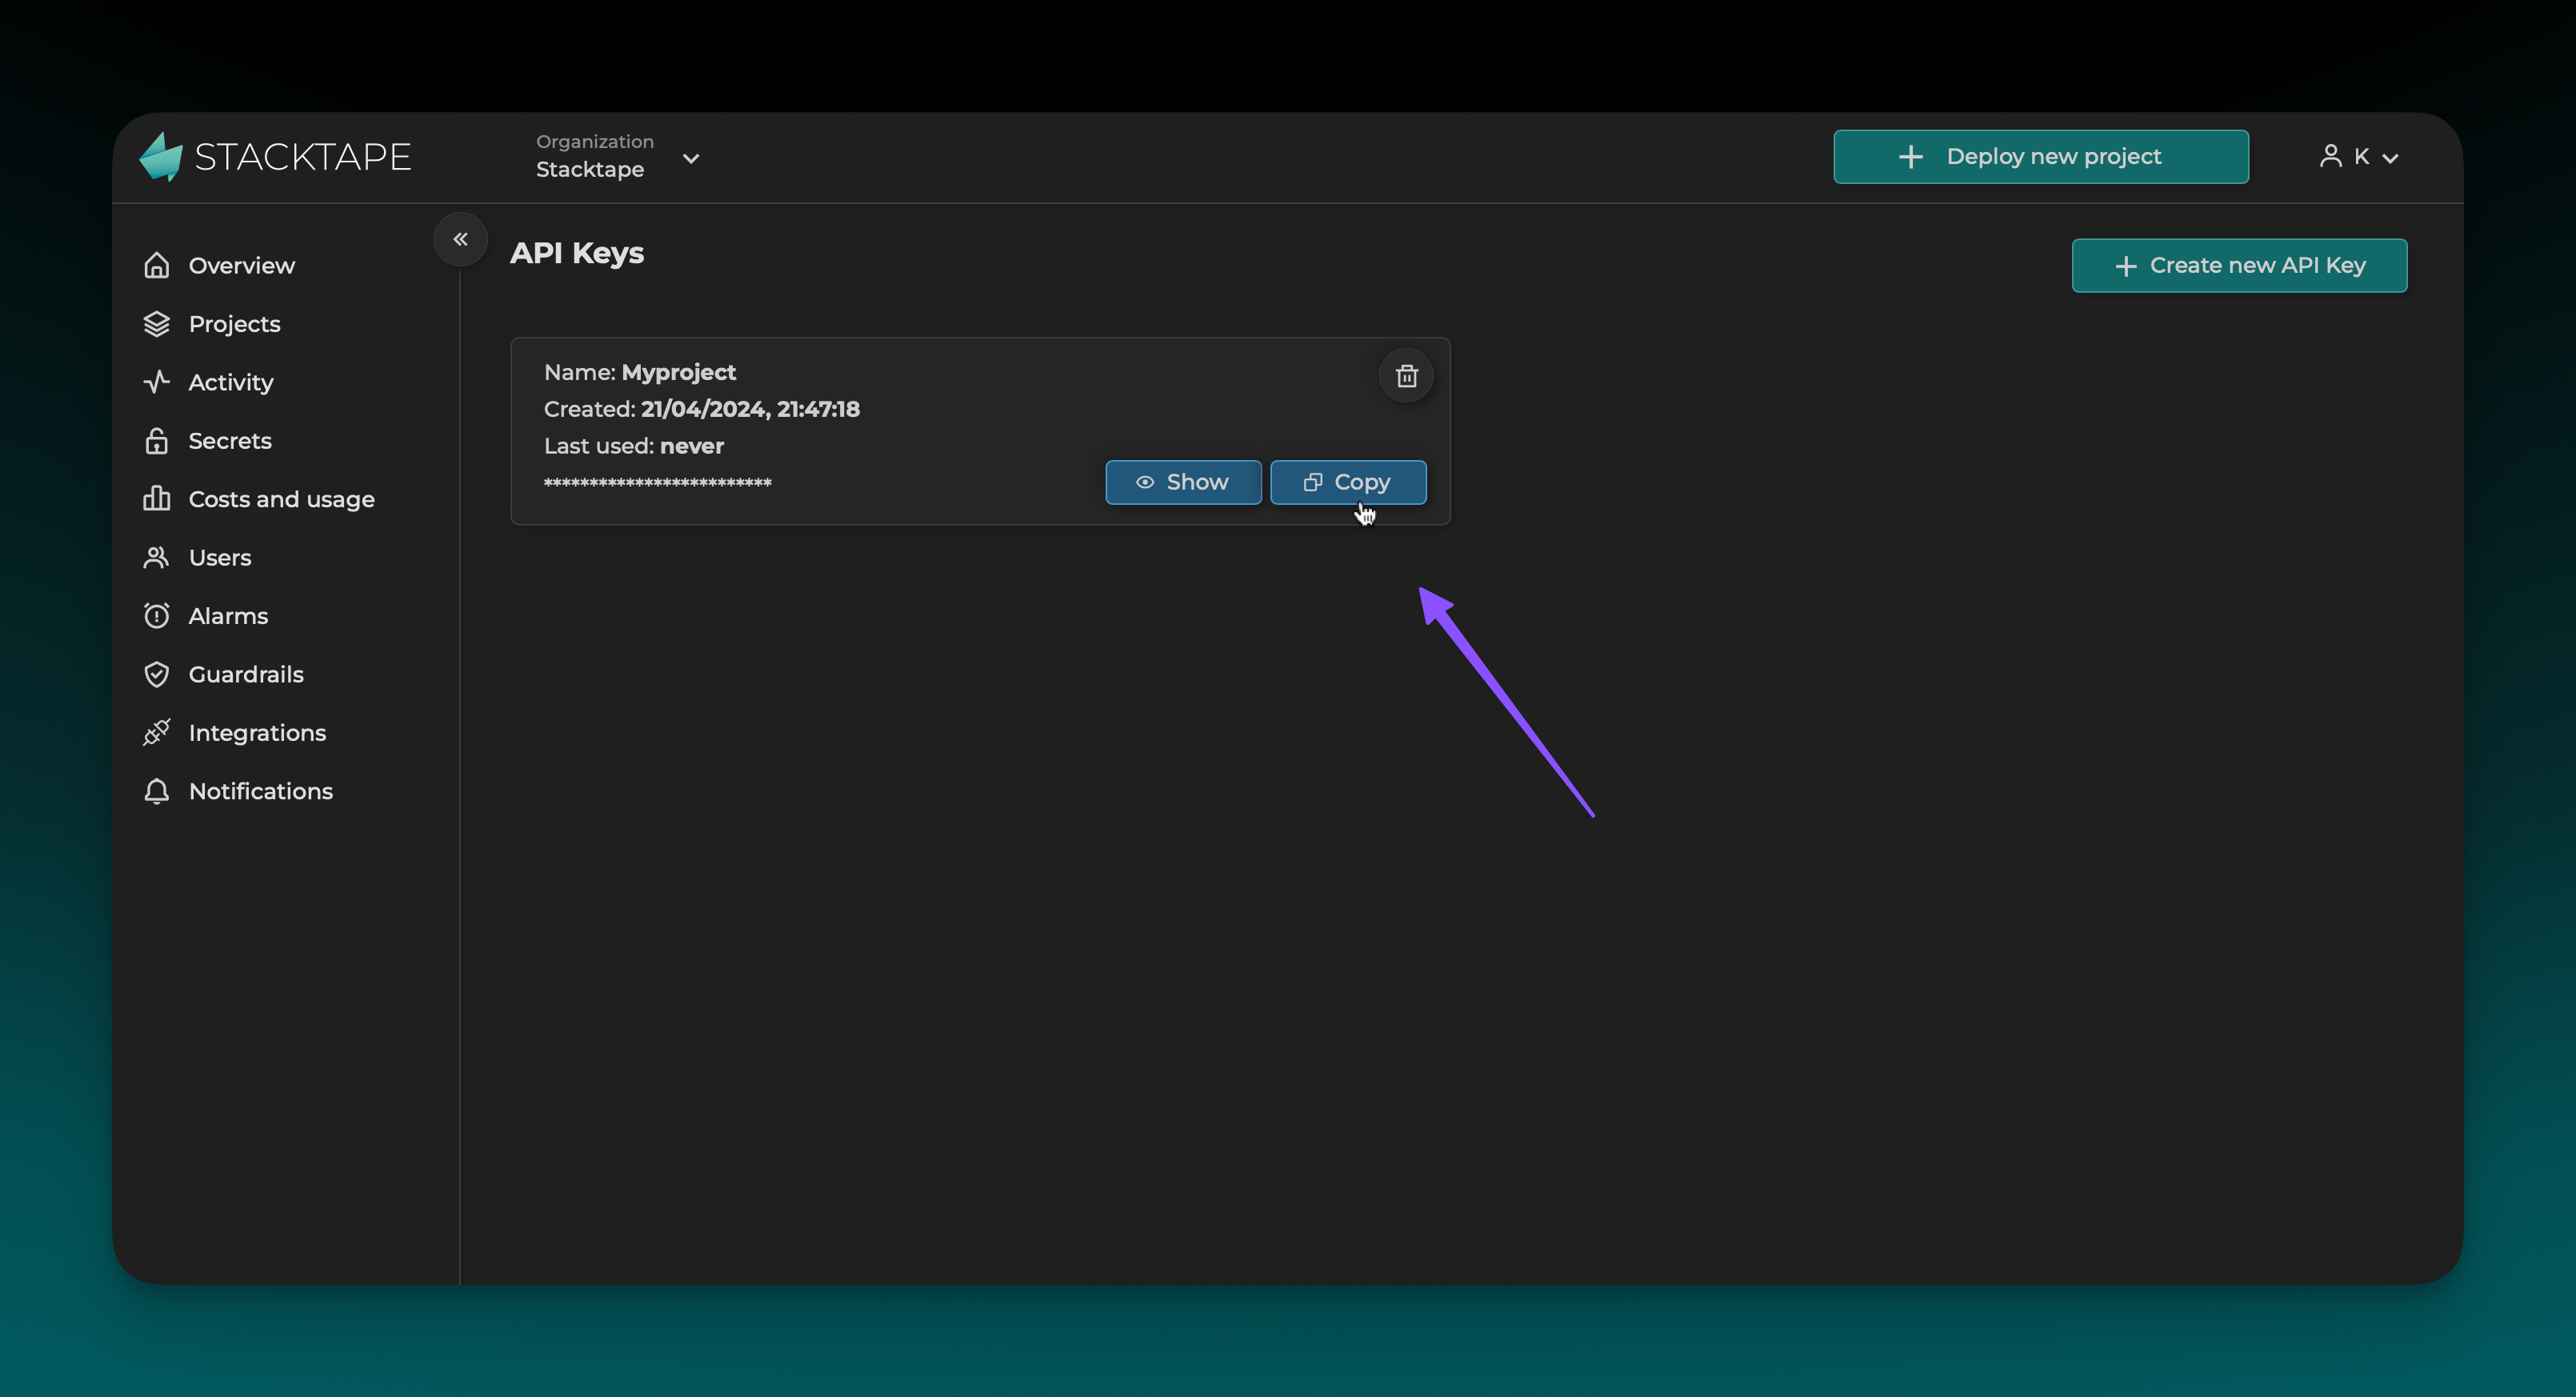 STACKTAPE
Organization
Stacktape
Deploy new project
K
Overview
Projects
Activity
Secrets
Costs and usage
Users
Alarms
Guardrails
Integrations
Notifications
API Keys
Create new API Key
Name: Myproject
Created: 21/04/2024, 21:47:18
Last used: never
*************************
Show
Copy